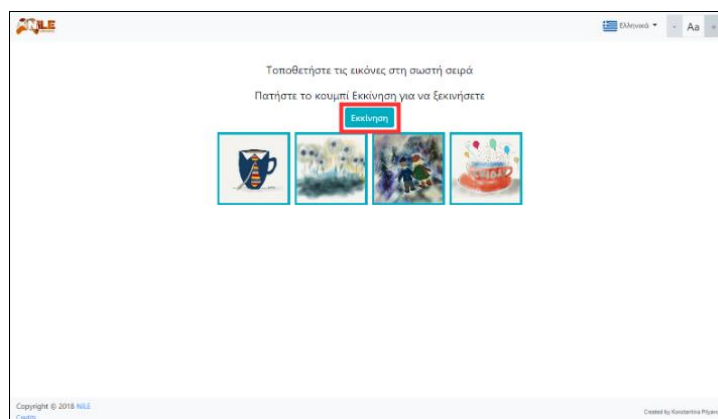 NILE
Ελληνικά
- Aa +
Τοποθετήστε τις εικόνες στη σωστή σειρά
Πατήστε το κουμπί Εκκίνηση για να ξεκινήσετε
Εκκίνηση
Copyright © 2018 NILE
Credits
Created by Konstantina